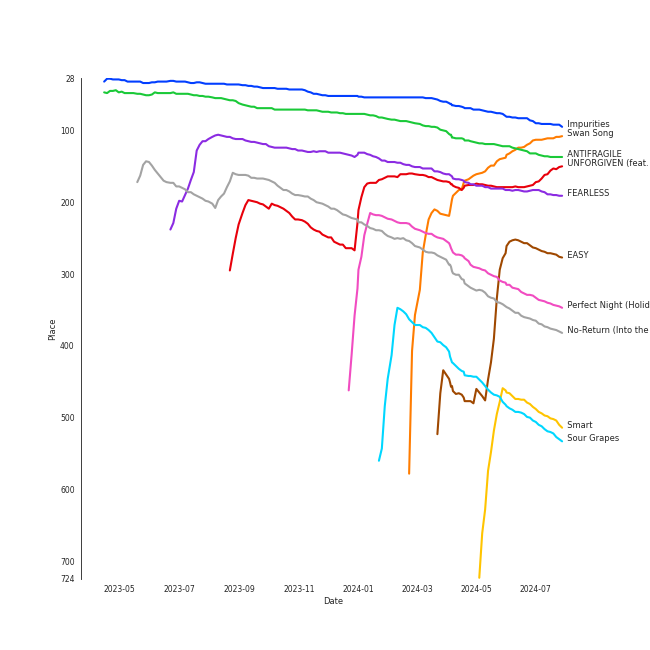 28
100
200
300
400
500
600
700
724
Place
2023-05
2023-07
2023-09
2023-11
2024-01
2024-03
2024-05
2024-07
Date
Impurities
Swan Song
ANTIFRAGILE
UNFORGIVEN (feat.
FEARLESS
EASY
Perfect Night (Holid
No-Return (Into the
Smart
Sour Grapes